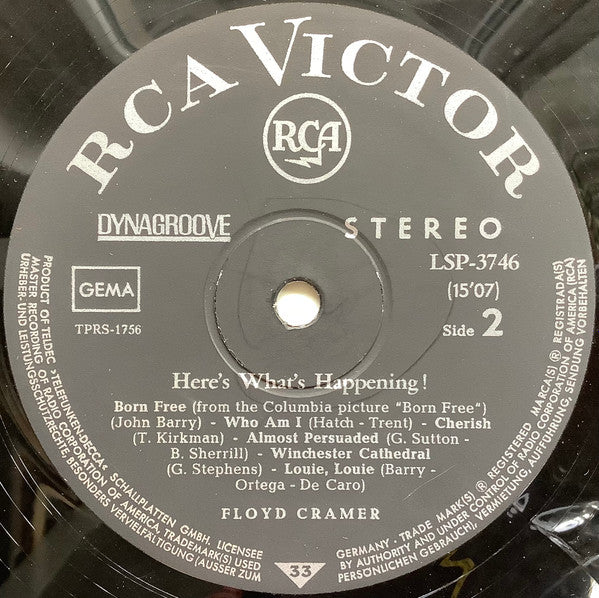 RCA VICTOR
RCA
DYNAGROOVE
STEREO
LSP-3746
GEMA
(15'07)
TPRS-1756
Side 2
Here's What's Happening!
Born Free (from the Columbia picture "Born Free")
(John Barry) - Who Am I (Hatch - Trent) - Cherish
(T. Kirkman) - Almost Persuaded (G. Sutton -
B. Sherrill) - Winchester Cathedral
(G. Stephens) - Louie, Louie (Barry -
Ortega - De Caro)
FLOYD CRAMER
33
PRODUCT OF TELDEC »TELEFUNKEN-DECCA« SCHALLPLATTEN GMBH, LICENSEE
MASTER RECORDING OF RADIO CORPORATION OF AMERICA, TRADEMARK(S) USED
URHEBER- UND LEISTUNGSSCHUTZRECHTE, BESONDERS VERVIELFÄLTIGUNG (AUSSER ZUM
GERMANY · TRADE MARK(S) ® REGISTERED MARCA(S) ® REGISTRADA(S)
BY AUTHORITY AND UNDER CONTROL OF RADIO CORPORATION OF AMERICA (RCA)
PERSÖNLICHEN GEBRAUCH), VERMIETUNG, AUFFÜHRUNG, SENDUNG VORBEHALTEN